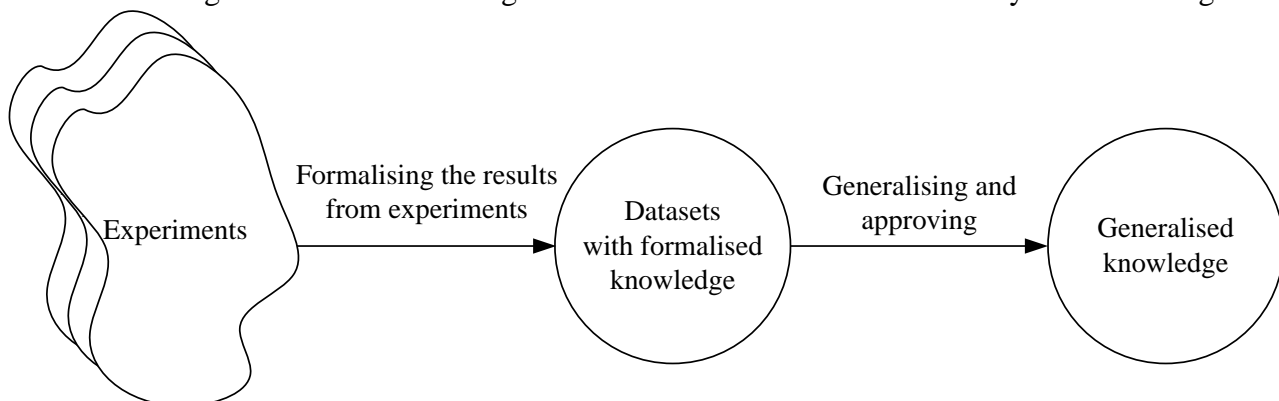 Experiments
Formalising the results
from experiments
Datasets
with formalised
knowledge
Generalising and
approving
Generalised
knowledge